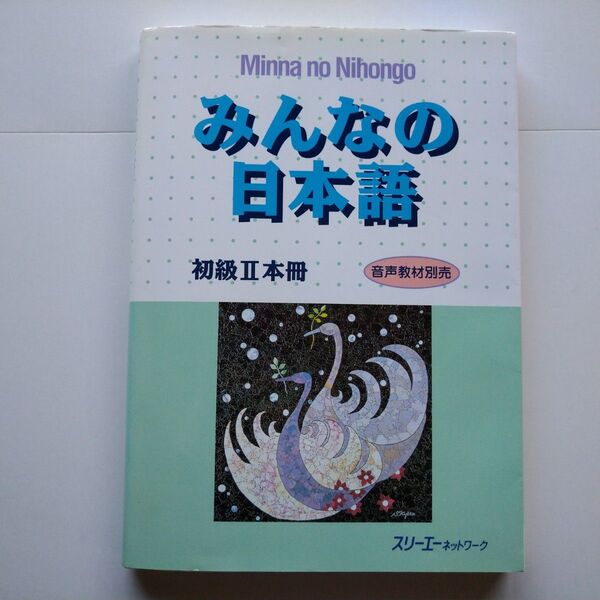 Minna no Nihongo
みんなの
日本語
初級II本冊
音声教材別売
スリーエーネットワーク